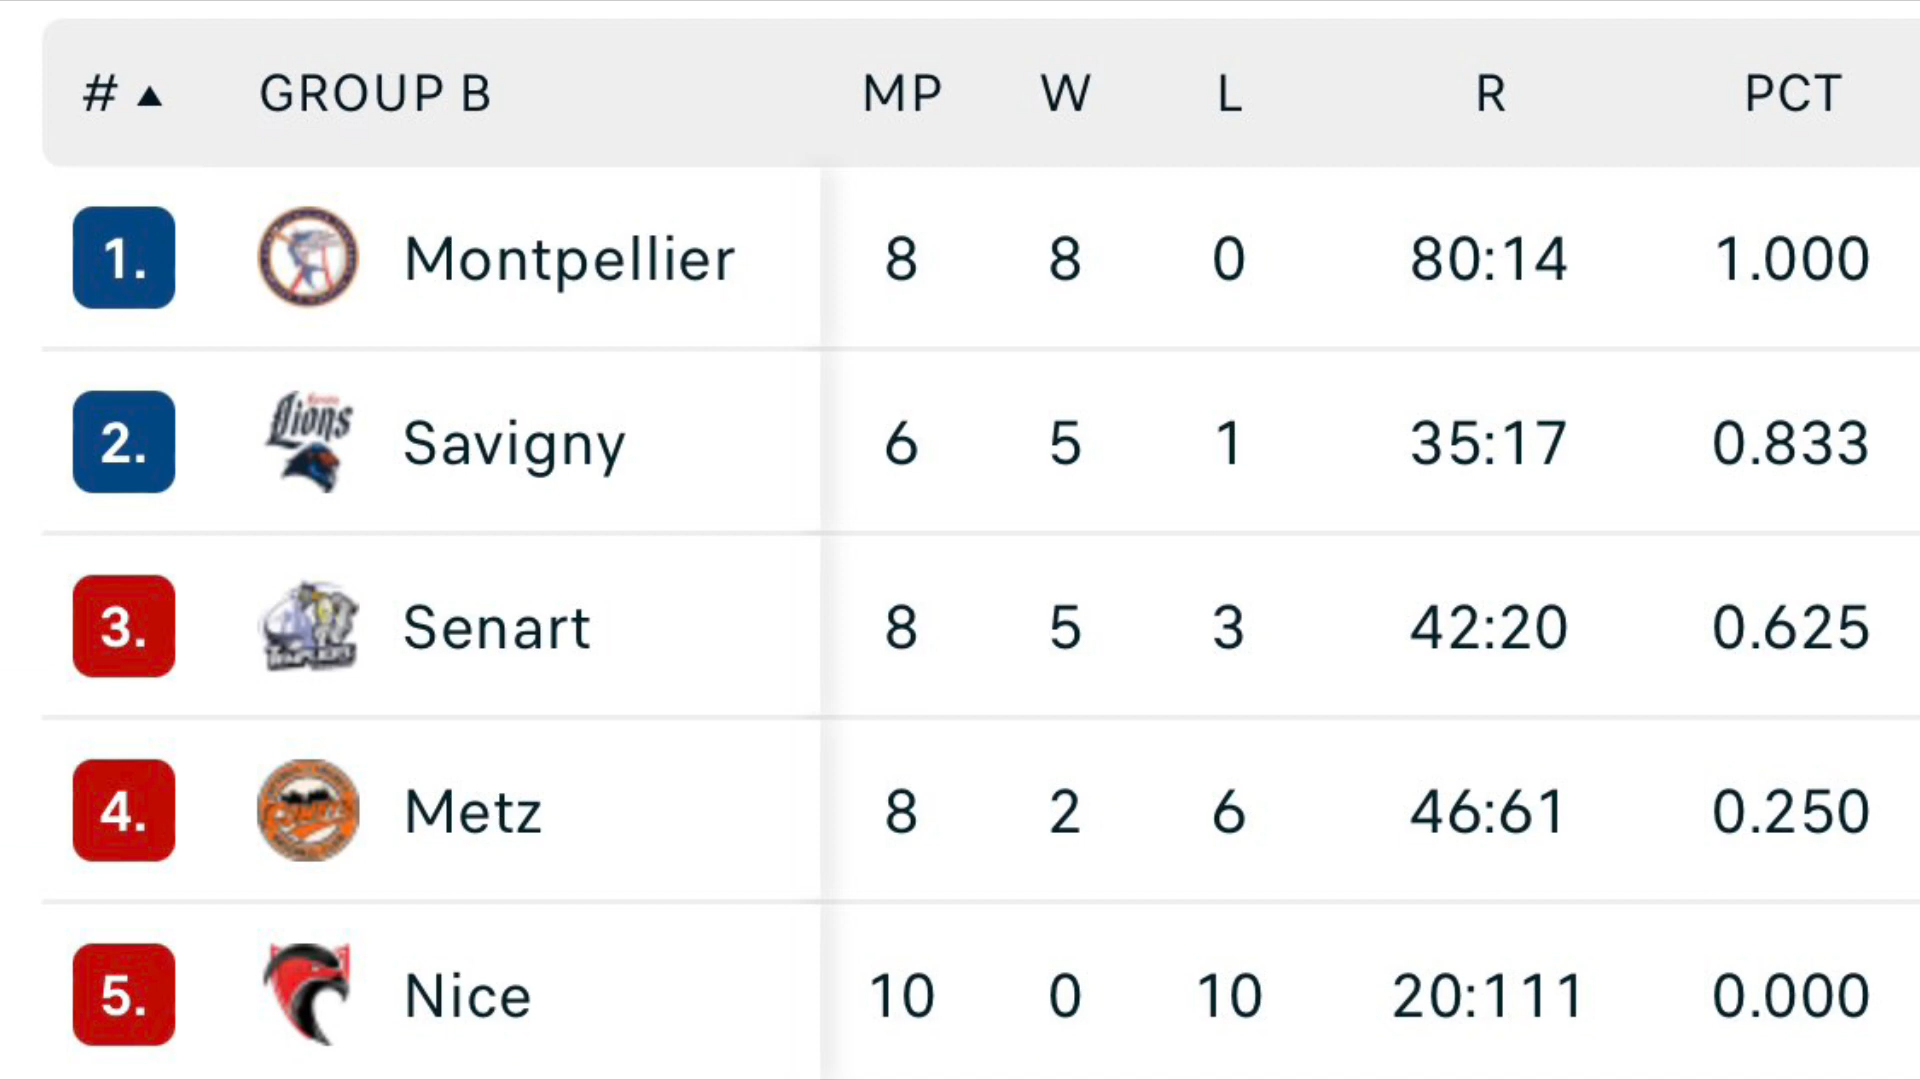 # ▲ GROUP B MP W L R PCT
1. Montpellier 8 8 0 80:14 1.000
Lions
2. Savigny 6 5 1 35:17 0.833
3. Senart 8 5 3 42:20 0.625
4. Metz 8 2 6 46:61 0.250
5. Nice 10 0 10 20:111 0.000